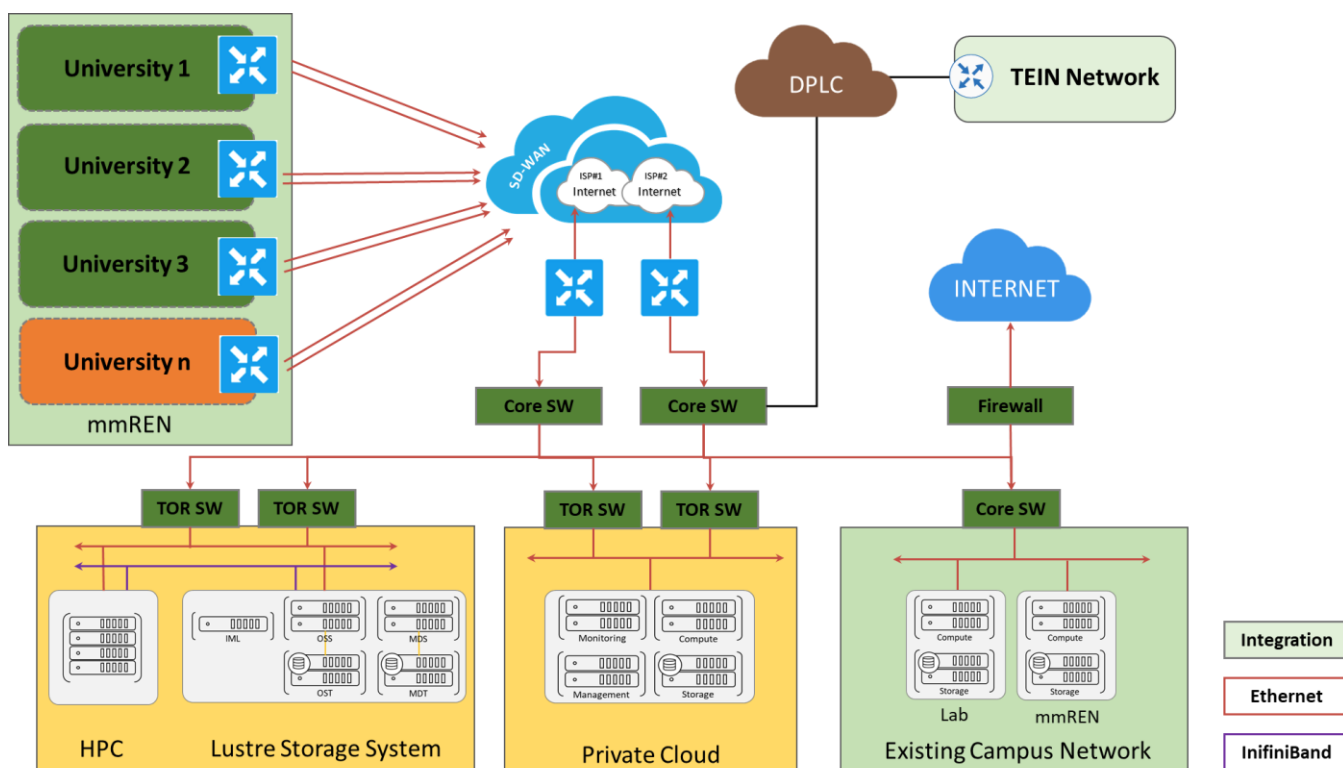 University 1
University 2
University 3
University n
mmREN
SD-WAN
ISP#1
Internet
ISP#2
Internet
DPLC
TEIN Network
INTERNET
Core SW
Core SW
Firewall
TOR SW
TOR SW
TOR SW
TOR SW
Core SW
IML
OSS
MDS
OST
MDT
HPC
Lustre Storage System
Monitoring
Compute
Management
Storage
Private Cloud
Compute
Storage
Lab
Compute
Storage
mmREN
Existing Campus Network
Integration
Ethernet
InifiniBand